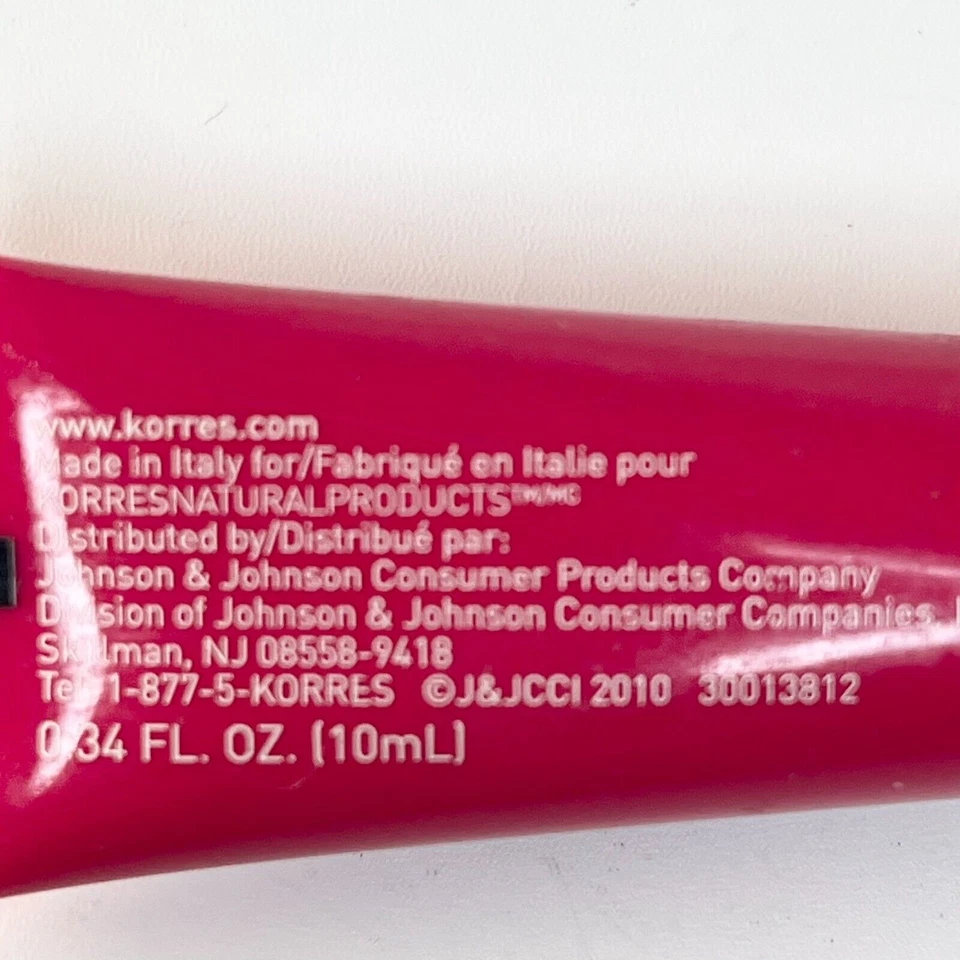 www.korres.com
Made in Italy for/Fabriqué en Italie pour
KORRESNATURALPRODUCTS™/MC
Distributed by/Distribué par:
Johnson & Johnson Consumer Products Company
Division of Johnson & Johnson Consumer Companies,
Skillman, NJ 08558-9418
Tel: 1-877-5-KORRES ©J&JCCI 2010 30013812
0.34 FL. OZ. (10mL)